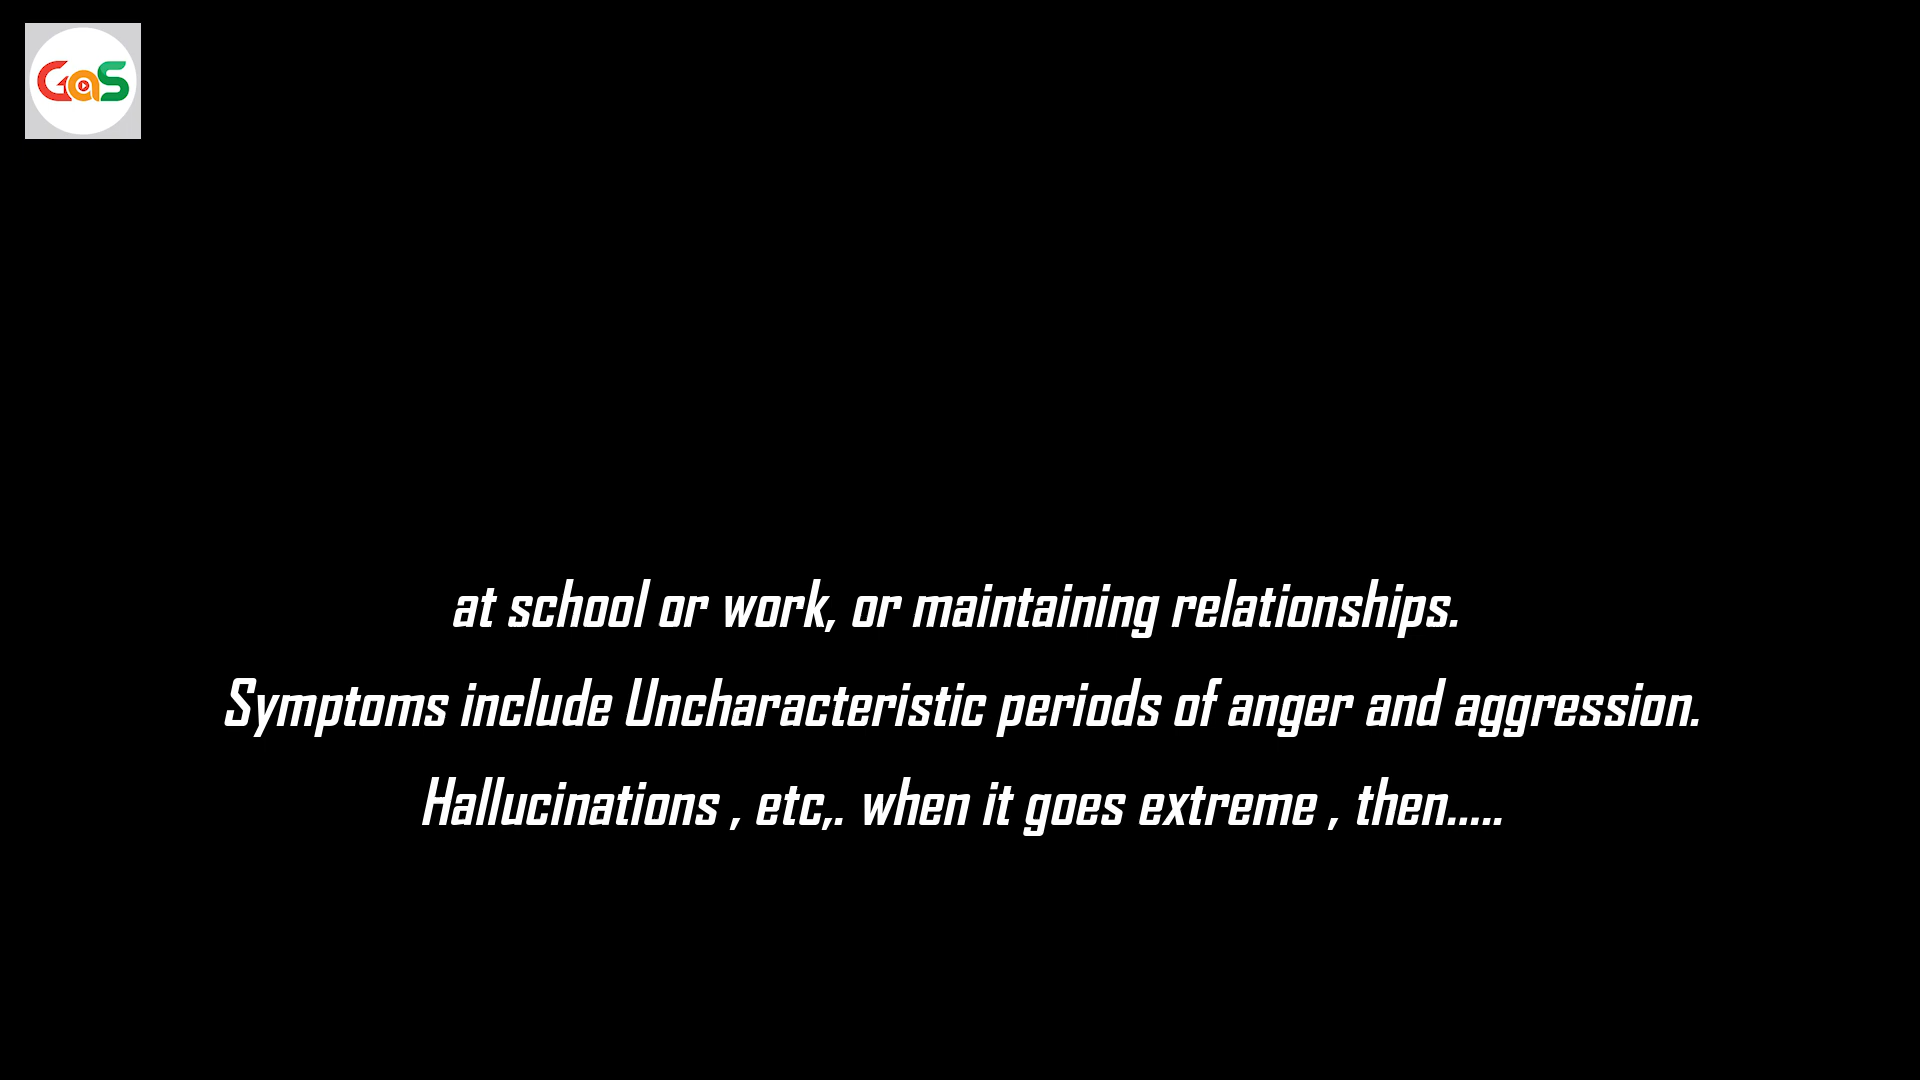 GaS
at school or work, or maintaining relationships.
Symptoms include Uncharacteristic periods of anger and aggression.
Hallucinations , etc,. when it goes extreme , then.....